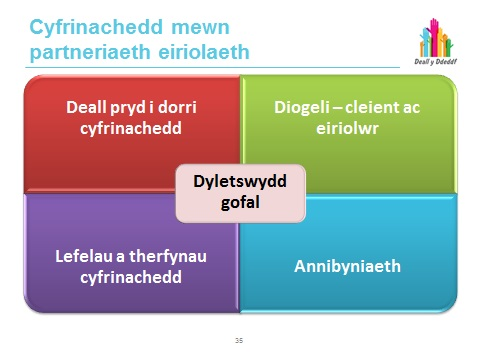 Cyfrinachedd mewn
partneriaeth eiriolaeth
Deall y Ddeddf
Deall pryd i dorri
cyfrinachedd
Diogeli – cleient ac
eiriolwr
Dyletswydd
gofal
Lefelau a therfynau
cyfrinachedd
Annibyniaeth
35